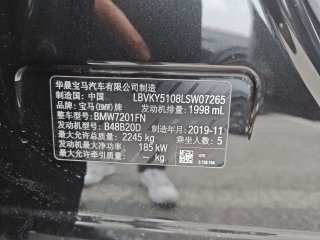 华晨宝马汽车有限公司制造
制造国：中国 LBVKY5108LSW07265
品牌：宝马(BMW)牌 发动机排量：1998 mL
整车型号：BMW7201FN
发动机型号：B48B20D 制造年月：2019-11
最大允许总质量：2245 kg 乘坐人数：5
发动机最大净功率：185 kW
最大允许牵引质量：— kg
475